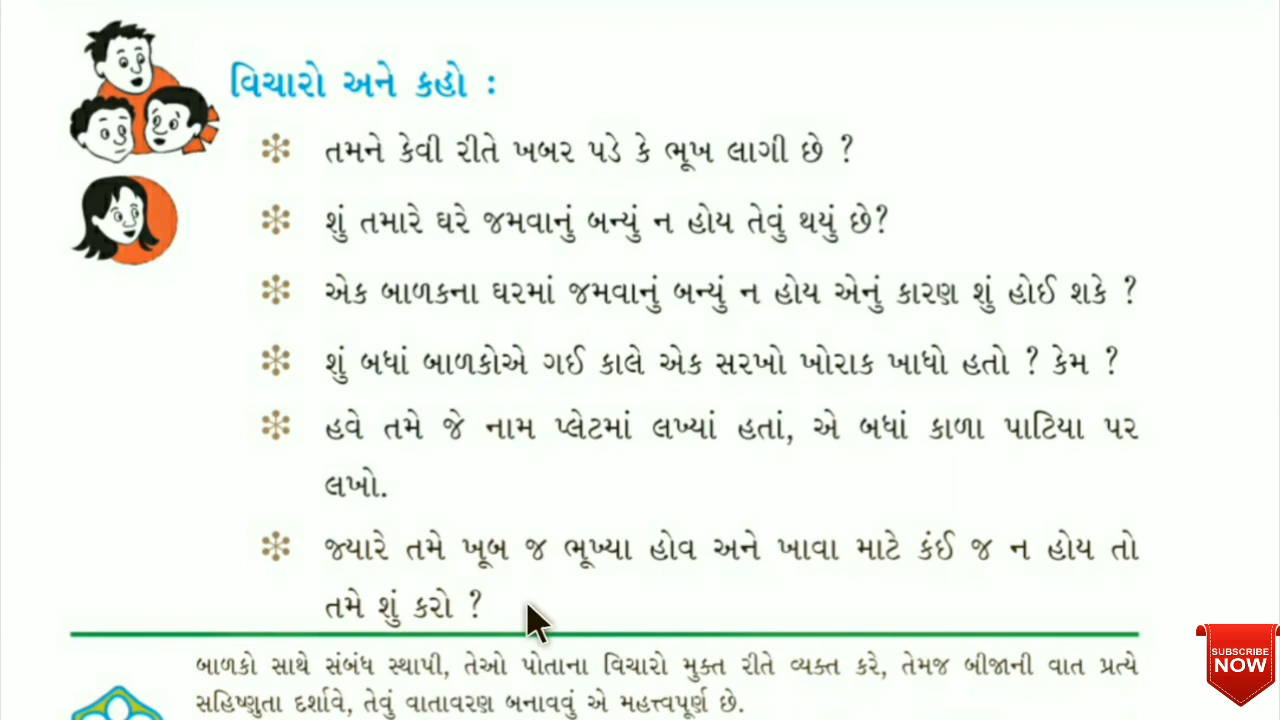 વિચારો અને કહો :
તમને કેવી રીતે ખબર પડે કે ભૂખ લાગી છે ?
શું તમારે ઘરે જમવાનું બન્યું ન હોય તેવું થયું છે?
એક બાળકના ઘરમાં જમવાનું બન્યું ન હોય એનું કારણ શું હોઈ શકે ?
શું બધાં બાળકોએ ગઈ કાલે એક સરખો ખોરાક ખાધો હતો ? કેમ ?
હવે તમે જે નામ પ્લેટમાં લખ્યાં હતાં, એ બધાં કાળા પાટિયા પર
લખો.
જ્યારે તમે ખૂબ જ ભૂખ્યા હોવ અને ખાવા માટે કંઈ જ ન હોય તો
તમે શું કરો ?
બાળકો સાથે સંબંધ સ્થાપી, તેઓ પોતાના વિચારો મુક્ત રીતે વ્યક્ત કરે, તેમજ બીજાની વાત પ્રત્યે
સહિષ્ણુતા દર્શાવે, તેવું વાતાવરણ બનાવવું એ મહત્ત્વપૂર્ણ છે.
SUBSCRIBE
NOW